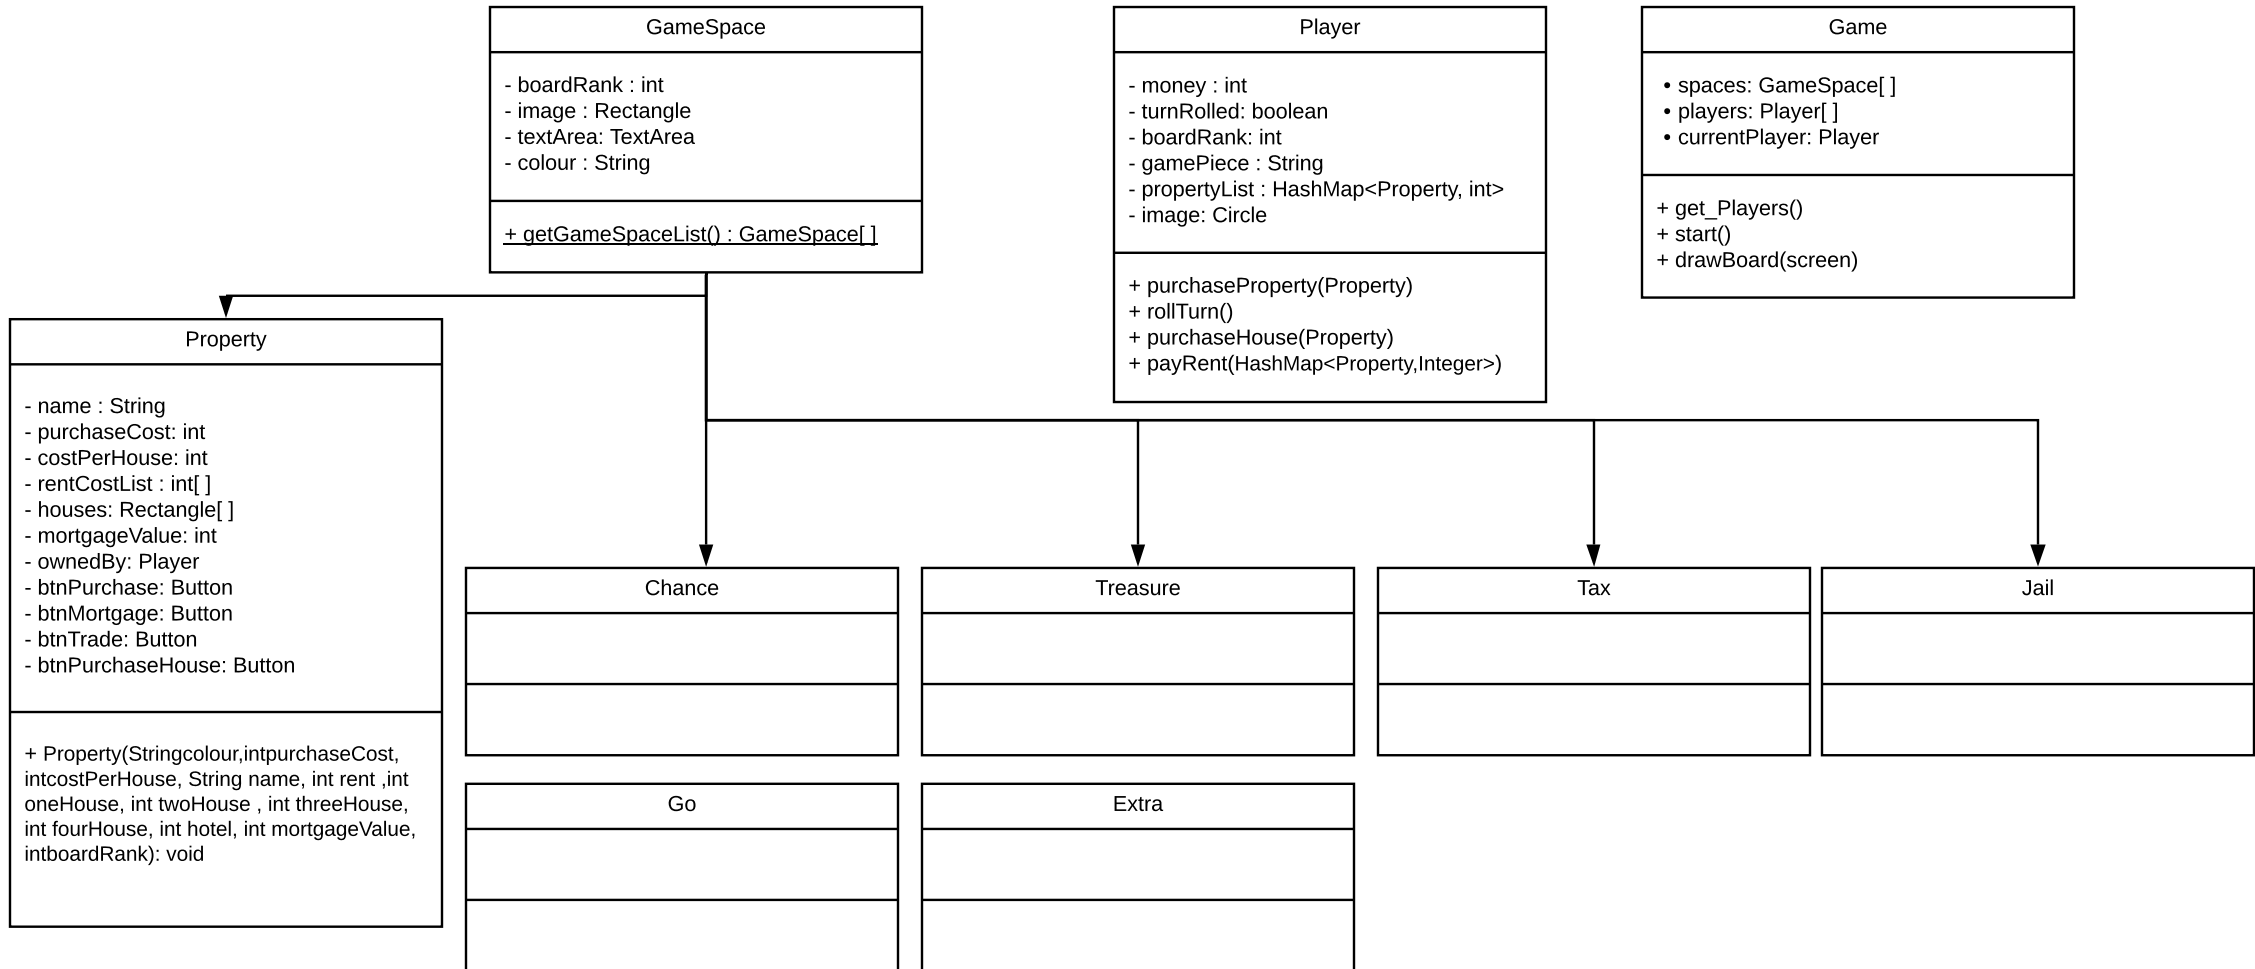 GameSpace
- boardRank : int
- image : Rectangle
- textArea: TextArea
- colour : String
+ getGameSpaceList() : GameSpace[ ]
Player
- money : int
- turnRolled: boolean
- boardRank: int
- gamePiece : String
- propertyList : HashMap<Property, int>
- image: Circle
+ purchaseProperty(Property)
+ rollTurn()
+ purchaseHouse(Property)
+ payRent(HashMap<Property,Integer>)
Game
• spaces: GameSpace[ ]
• players: Player[ ]
• currentPlayer: Player
+ get_Players()
+ start()
+ drawBoard(screen)
Property
- name : String
- purchaseCost: int
- costPerHouse: int
- rentCostList : int[ ]
- houses: Rectangle[ ]
- mortgageValue: int
- ownedBy: Player
- btnPurchase: Button
- btnMortgage: Button
- btnTrade: Button
- btnPurchaseHouse: Button
+ Property(Stringcolour,intpurchaseCost,
intcostPerHouse, String name, int rent ,int
oneHouse, int twoHouse , int threeHouse,
int fourHouse, int hotel, int mortgageValue,
intboardRank): void
Chance
Treasure
Tax
Jail
Go
Extra